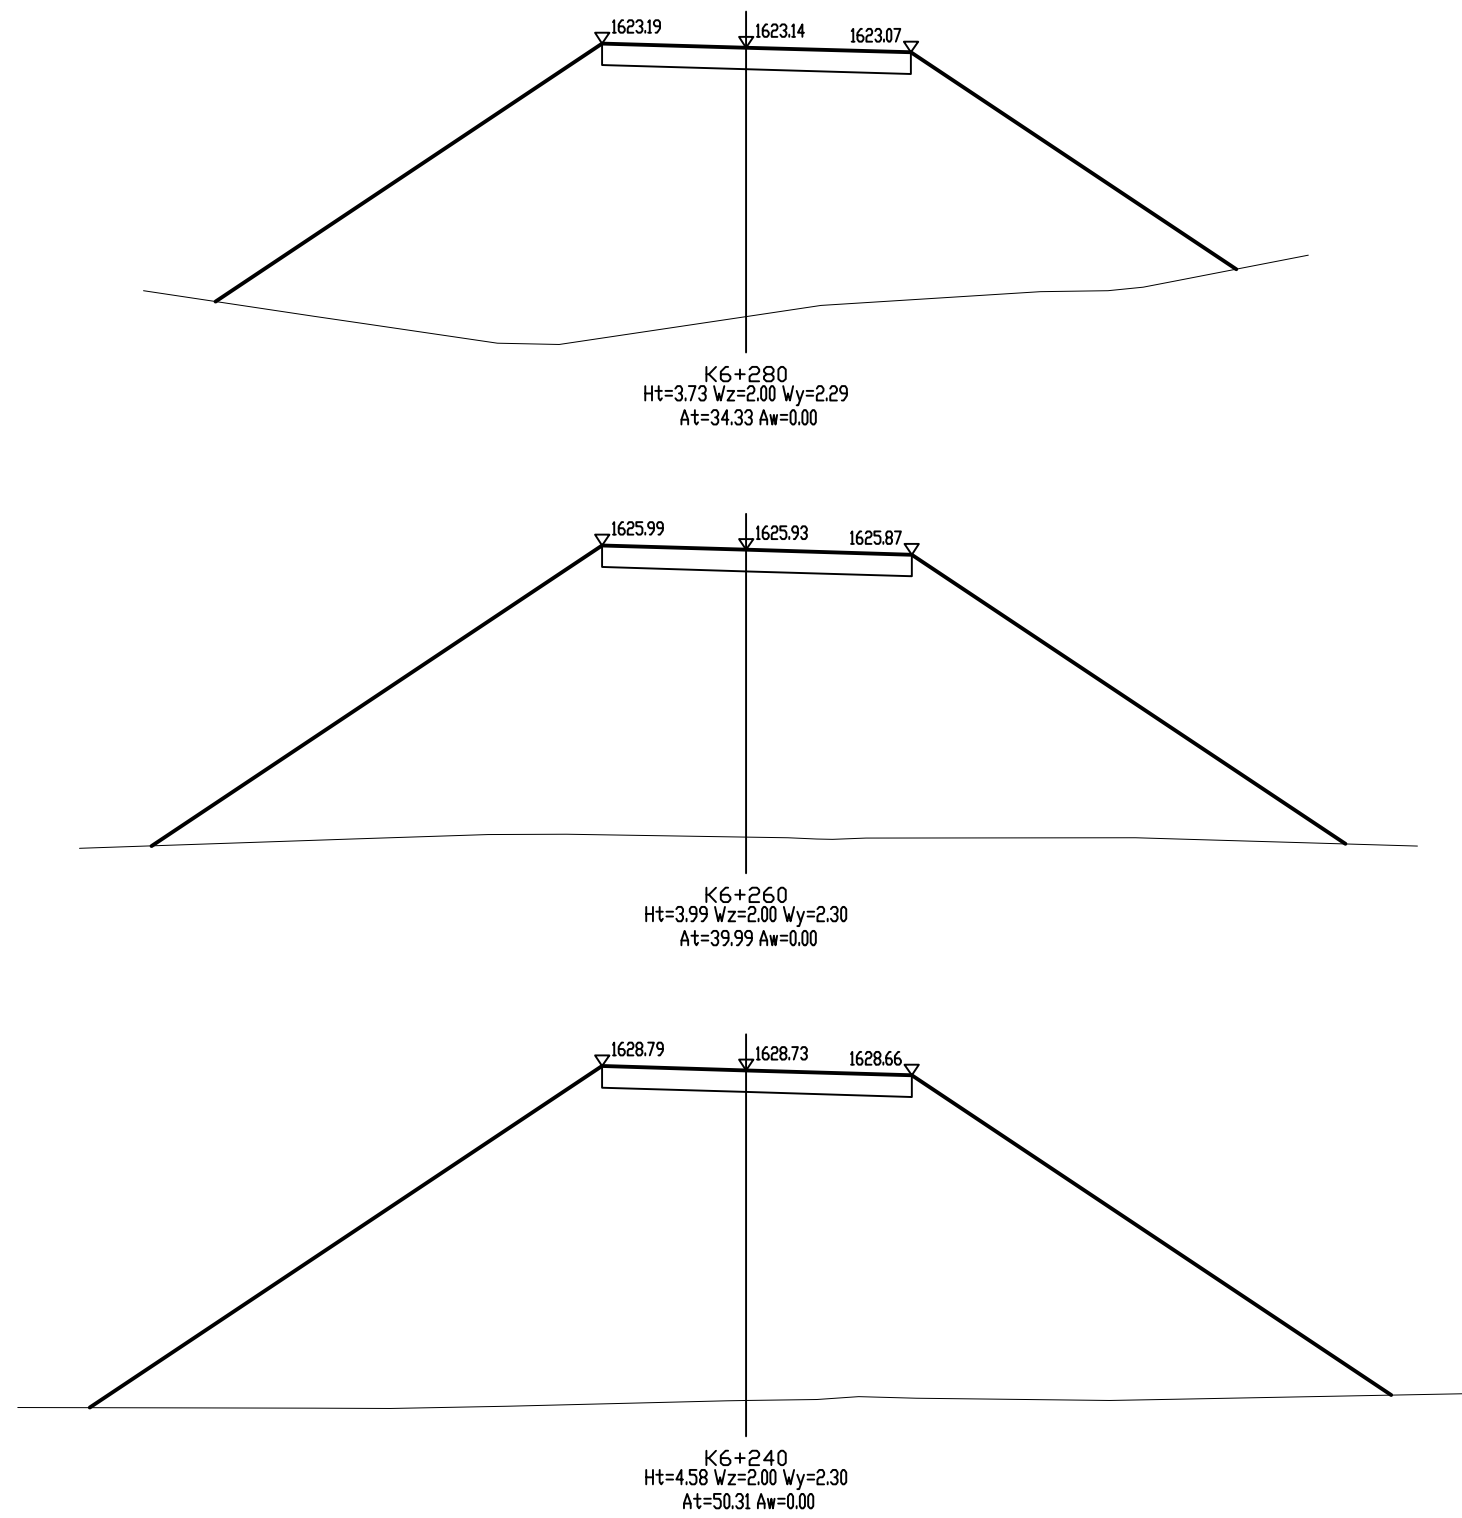 1623.19 1623.14 1623.07
K6+280
Ht=3.73 Wz=2.00 Wy=2.29
At=34.33 Aw=0.00
1625.99 1625.93 1625.87
K6+260
Ht=3.99 Wz=2.00 Wy=2.30
At=39.99 Aw=0.00
1628.79 1628.73 1628.66
K6+240
Ht=4.58 Wz=2.00 Wy=2.30
At=50.31 Aw=0.00